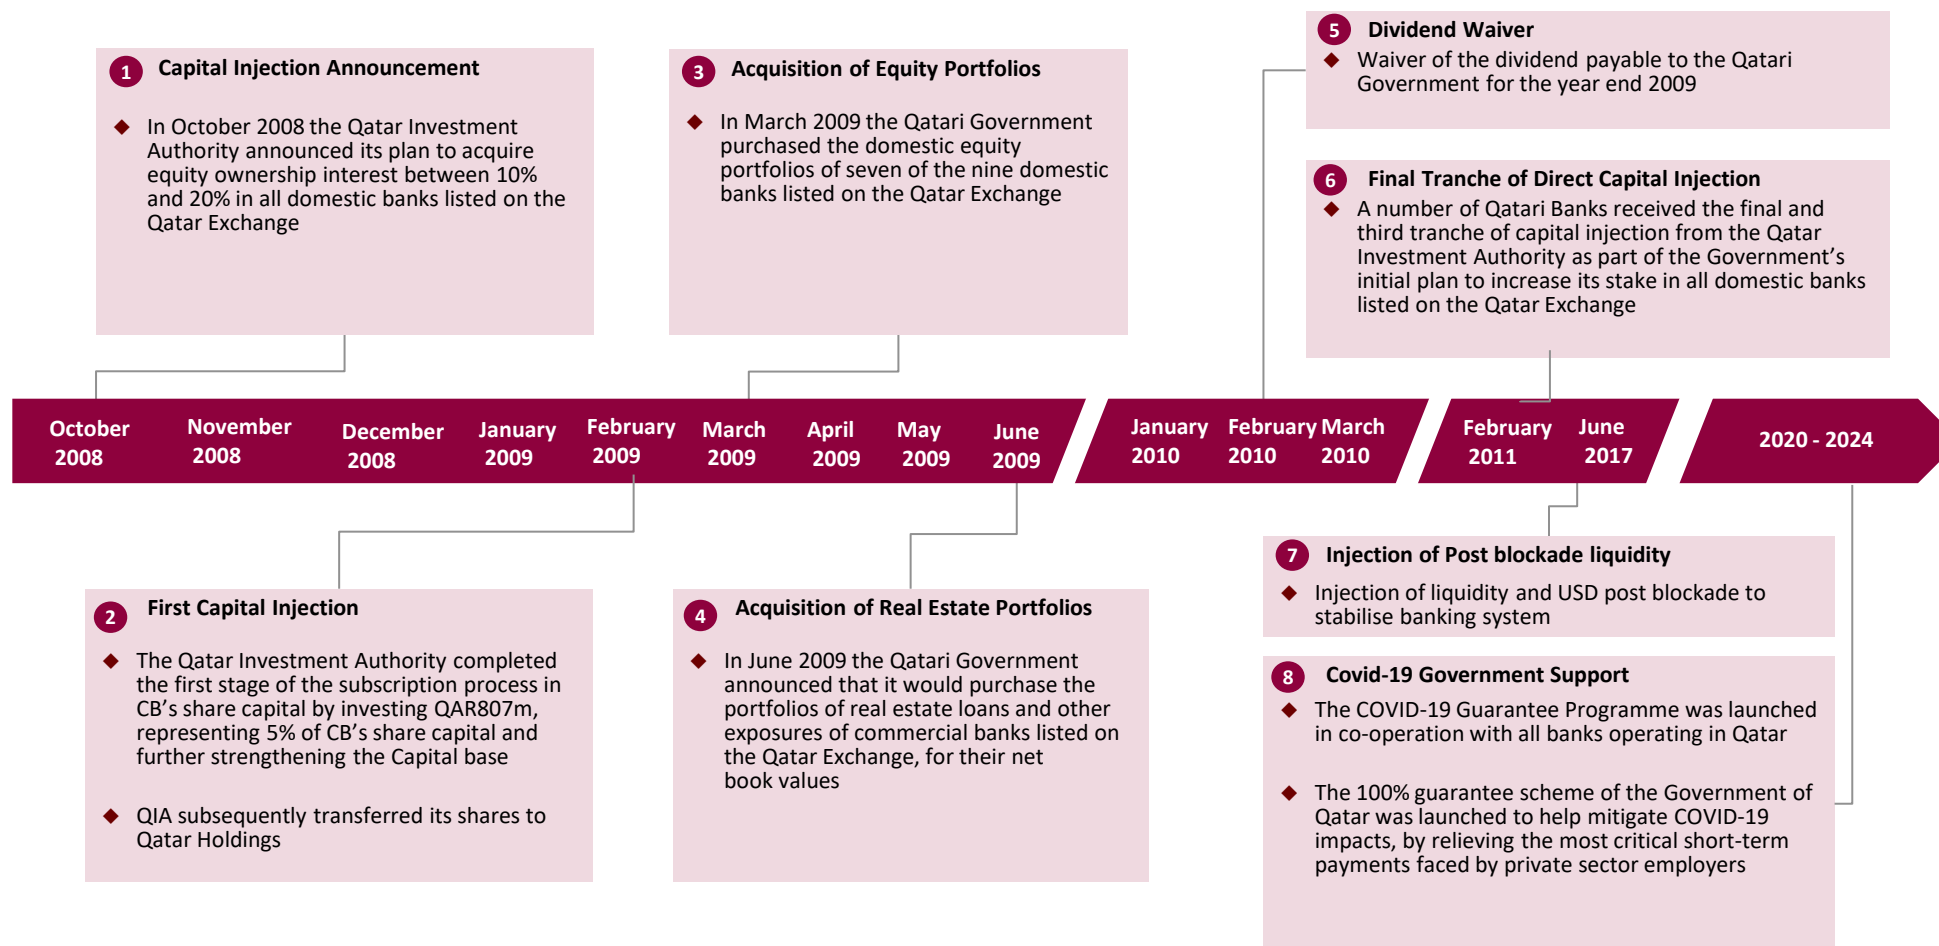 1 Capital Injection Announcement
◆ In October 2008 the Qatar Investment
Authority announced its plan to acquire
equity ownership interest between 10%
and 20% in all domestic banks listed on the
Qatar Exchange
3 Acquisition of Equity Portfolios
◆ In March 2009 the Qatari Government
purchased the domestic equity
portfolios of seven of the nine domestic
banks listed on the Qatar Exchange
5 Dividend Waiver
◆ Waiver of the dividend payable to the Qatari
Government for the year end 2009
6 Final Tranche of Direct Capital Injection
◆ A number of Qatari Banks received the final and
third tranche of capital injection from the Qatar
Investment Authority as part of the Government’s
initial plan to increase its stake in all domestic banks
listed on the Qatar Exchange
October
2008
November
2008
December
2008
January
2009
February
2009
March
2009
April
2009
May
2009
June
2009
January
2010
February
2010
March
2010
February
2011
June
2017
2020 - 2024
2 First Capital Injection
◆ The Qatar Investment Authority completed
the first stage of the subscription process in
CB’s share capital by investing QAR807m,
representing 5% of CB’s share capital and
further strengthening the Capital base
◆ QIA subsequently transferred its shares to
Qatar Holdings
4 Acquisition of Real Estate Portfolios
◆ In June 2009 the Qatari Government
announced that it would purchase the
portfolios of real estate loans and other
exposures of commercial banks listed on
the Qatar Exchange, for their net
book values
7 Injection of Post blockade liquidity
◆ Injection of liquidity and USD post blockade to
stabilise banking system
8 Covid-19 Government Support
◆ The COVID-19 Guarantee Programme was launched
in co-operation with all banks operating in Qatar
◆ The 100% guarantee scheme of the Government of
Qatar was launched to help mitigate COVID-19
impacts, by relieving the most critical short-term
payments faced by private sector employers